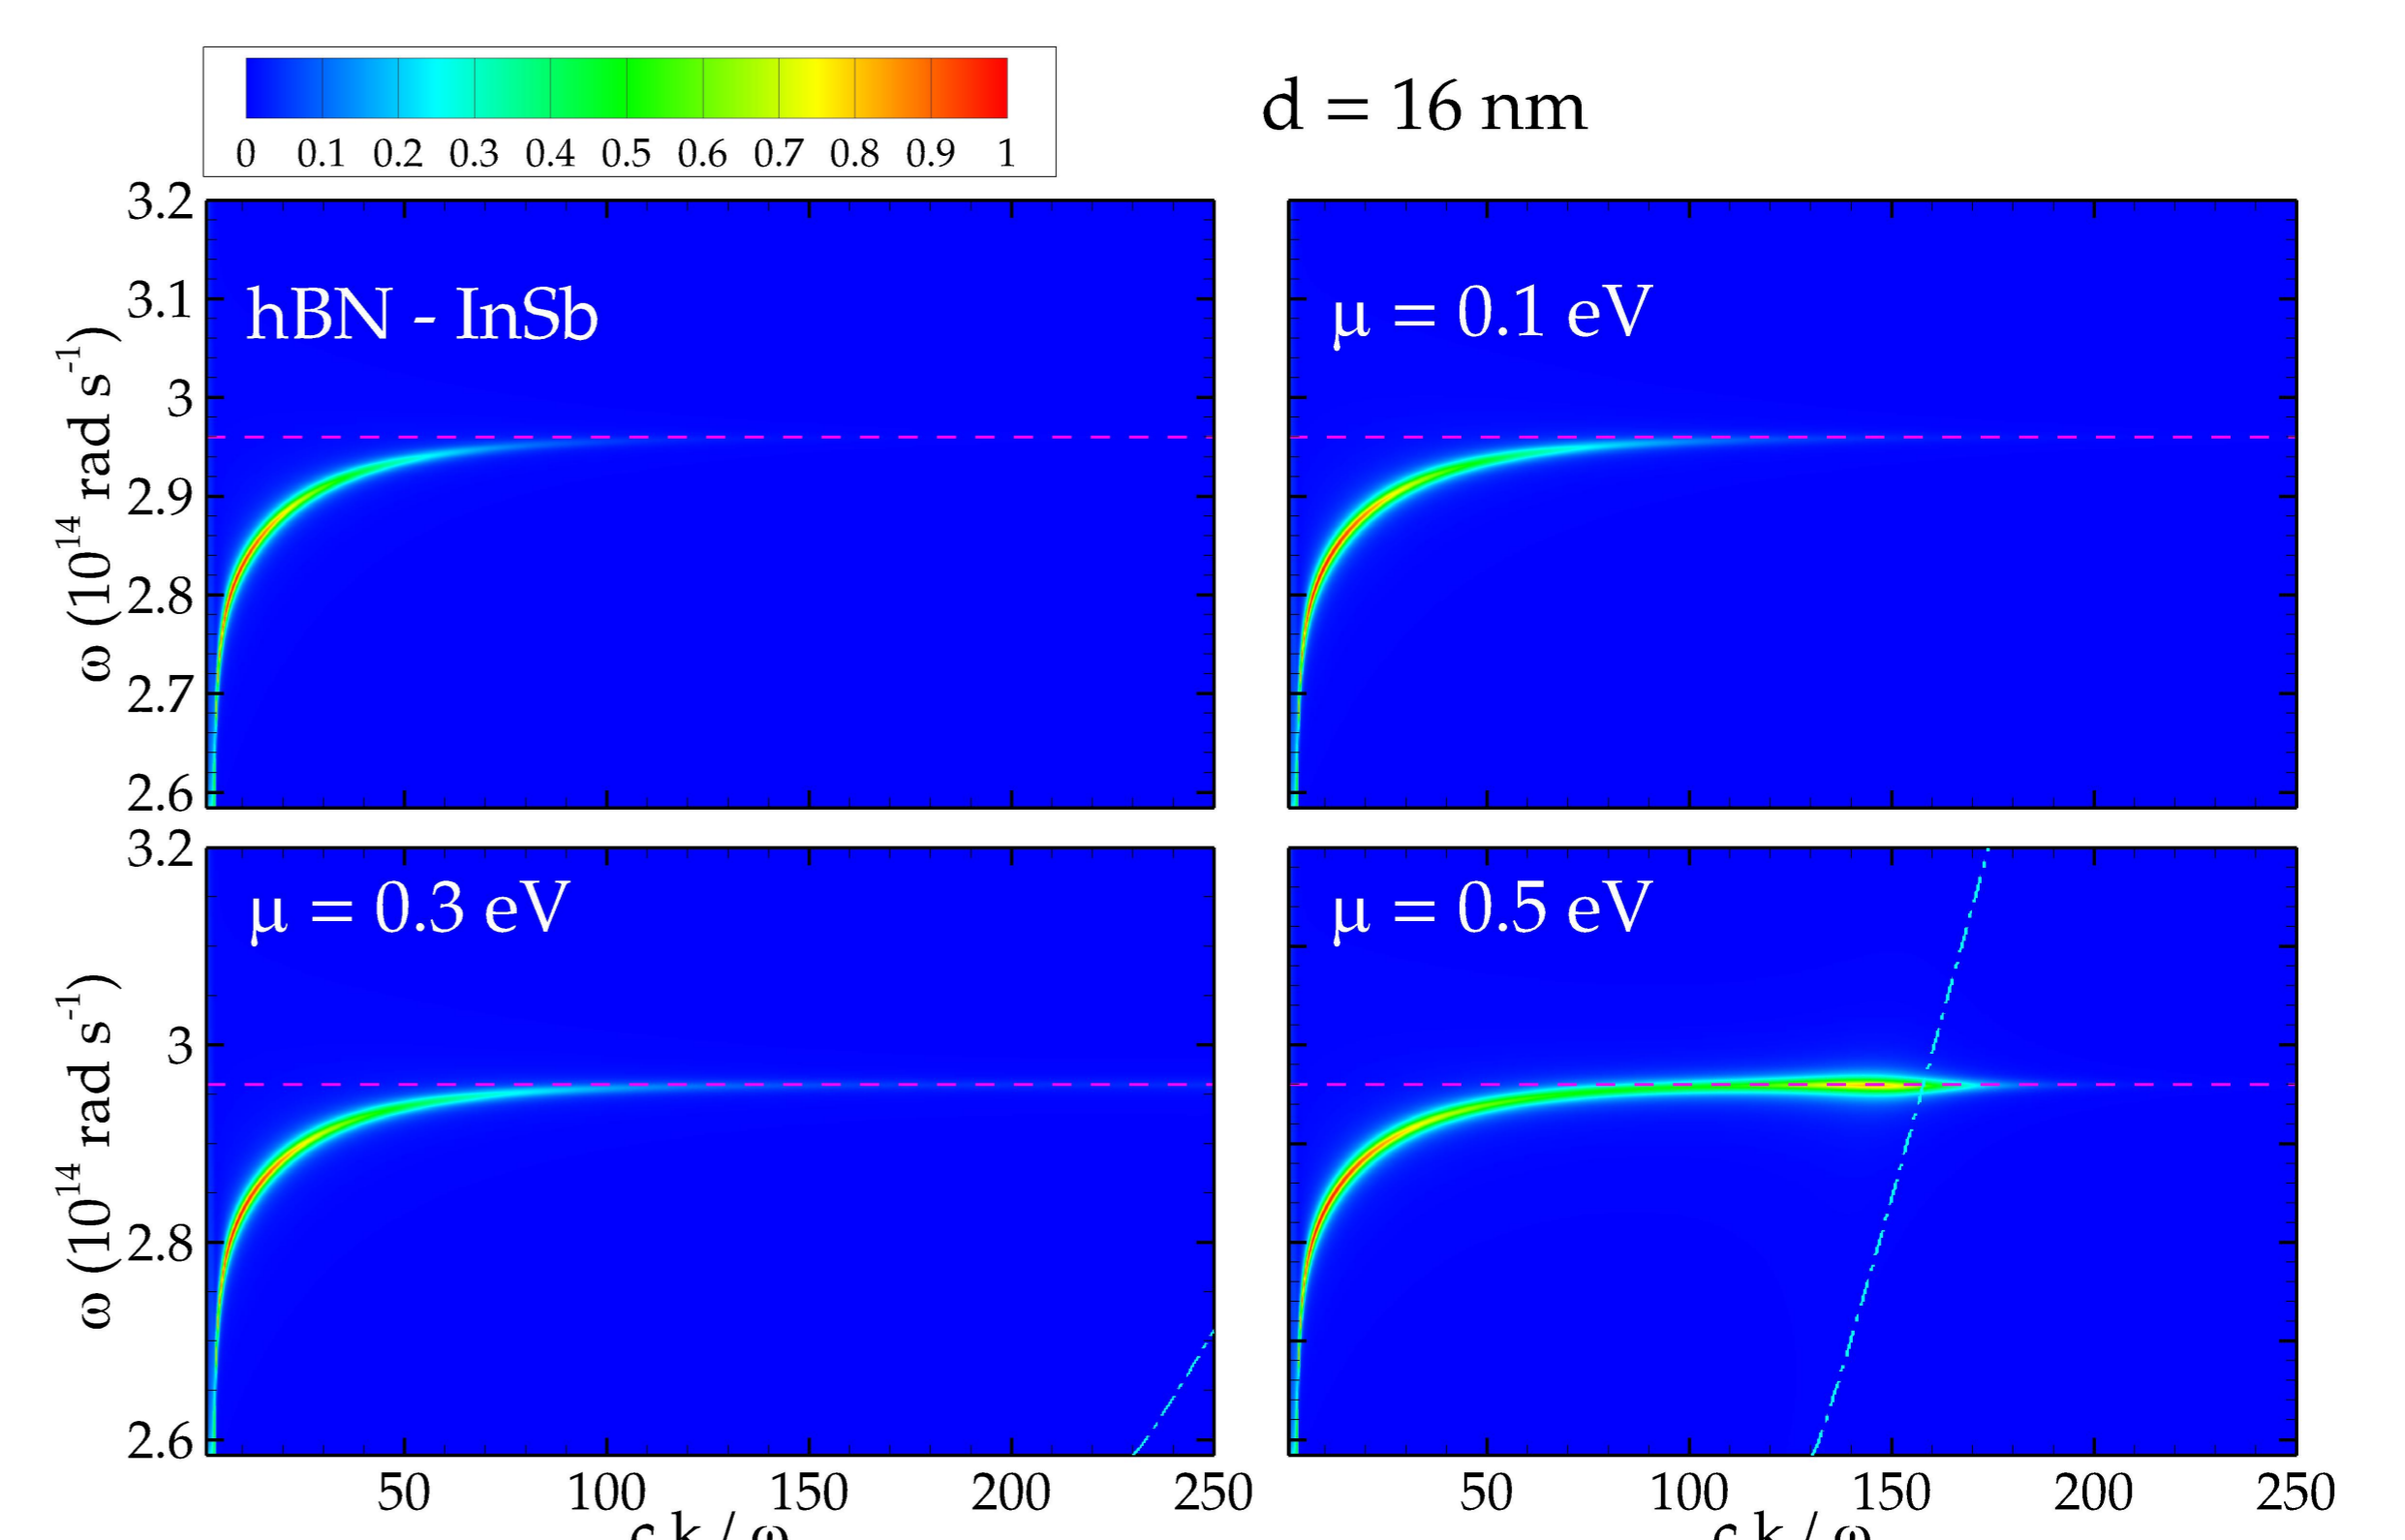 0 0.1 0.2 0.3 0.4 0.5 0.6 0.7 0.8 0.9 1
d = 16 nm
3.2
3.1
3
2.9
2.8
2.7
2.6
ω (10¹⁴ rad s⁻¹)
hBN - InSb
μ = 0.1 eV
3.2
3
2.8
2.6
ω (10¹⁴ rad s⁻¹)
μ = 0.3 eV
μ = 0.5 eV
50 100 150 200 250
50 100 150 200 250
c k / ω
c k / ω